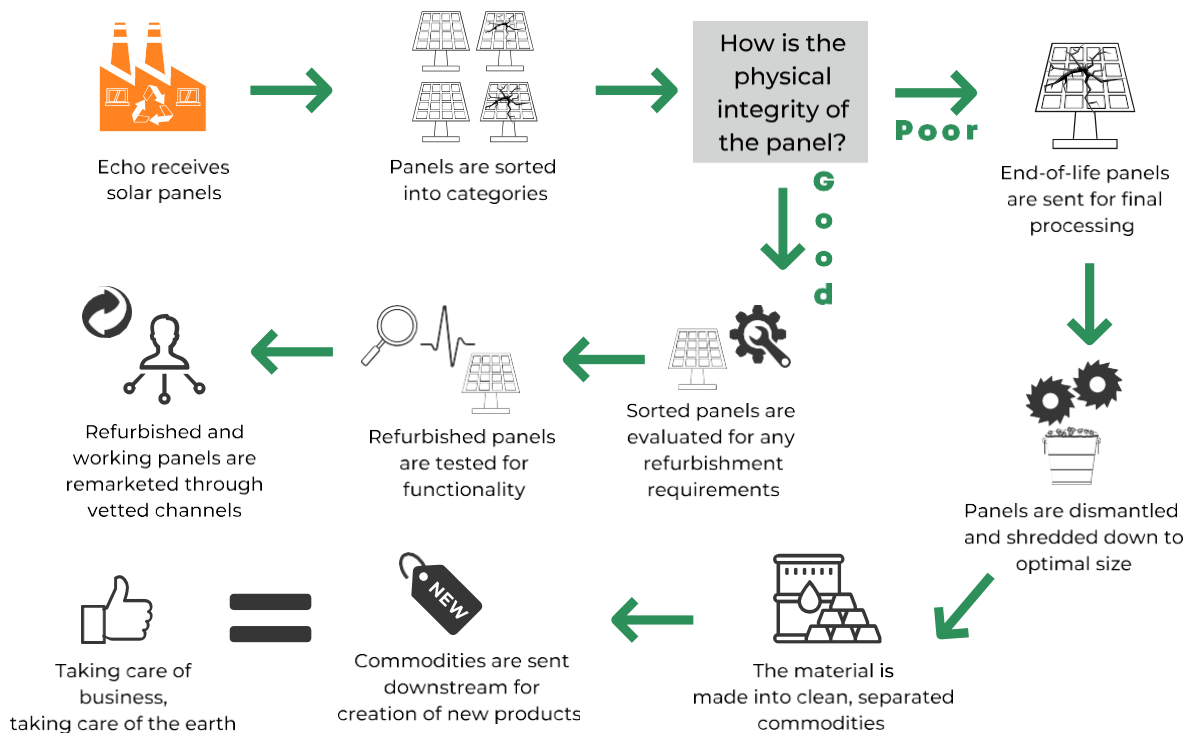 Echo receives
solar panels
Panels are sorted
into categories
How is the
physical
integrity of
the panel?
Poor
Good
End-of-life panels
are sent for final
processing
Refurbished and
working panels are
remarketed through
vetted channels
Refurbished panels
are tested for
functionality
Sorted panels are
evaluated for any
refurbishment
requirements
Panels are dismantled
and shredded down to
optimal size
Taking care of
business,
taking care of the earth
NEW
Commodities are sent
downstream for
creation of new products
The material is
made into clean, separated
commodities